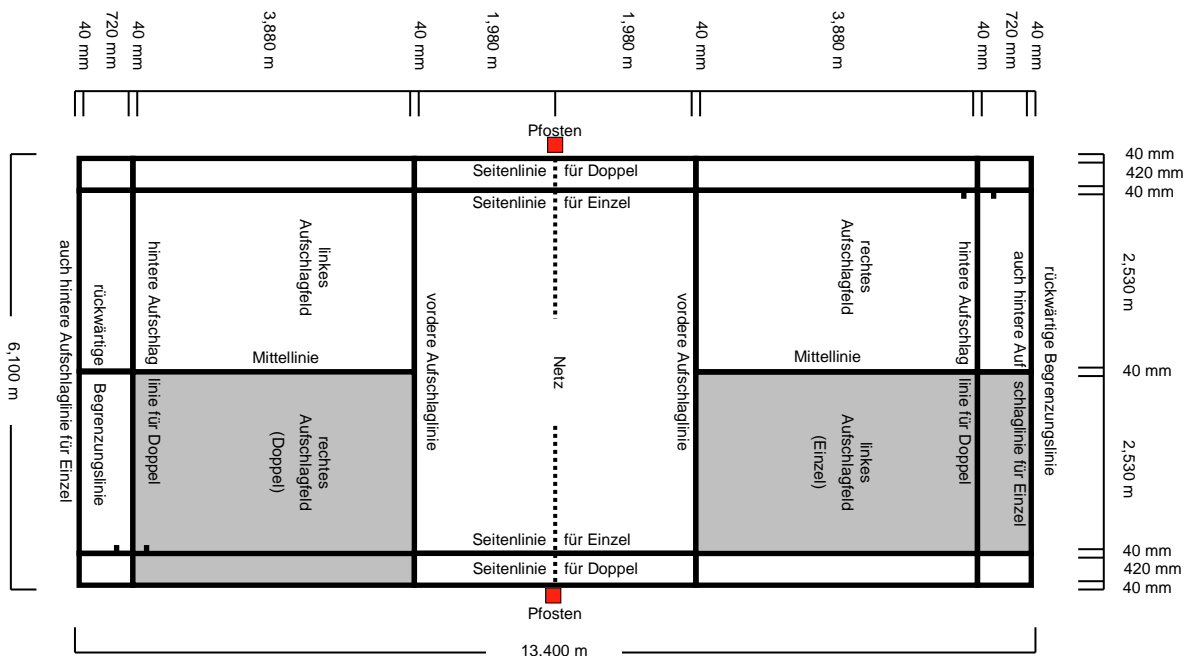 40 mm
720 mm
40 mm
3,880 m
1,980 m
1,980 m
40 mm
3,880 m
40 mm
720 mm
40 mm
Pfosten
Seitenlinie für Doppel
Seitenlinie für Einzel
40 mm
420 mm
40 mm
2,530 m
40 mm
2,530 m
40 mm
420 mm
40 mm
6,100 m
auch hintere Aufschlaglinie für Einzel
rückwärtige Begrenzungslinie
hintere Aufschlag linie für Doppel
linkes
Aufschlagfeld
Mittellinie
rechtes
Aufschlagfeld
(Doppel)
vordere Aufschlaglinie
Netz
vordere Aufschlaglinie
rechtes
Aufschlagfeld
Mittellinie
linkes
Aufschlagfeld
(Einzel)
hintere Aufschlag linie für Doppel
auch hintere Auf schlaglinie für Einzel
rückwärtige Begrenzungslinie
Seitenlinie für Einzel
Seitenlinie für Doppel
Pfosten
13,400 m